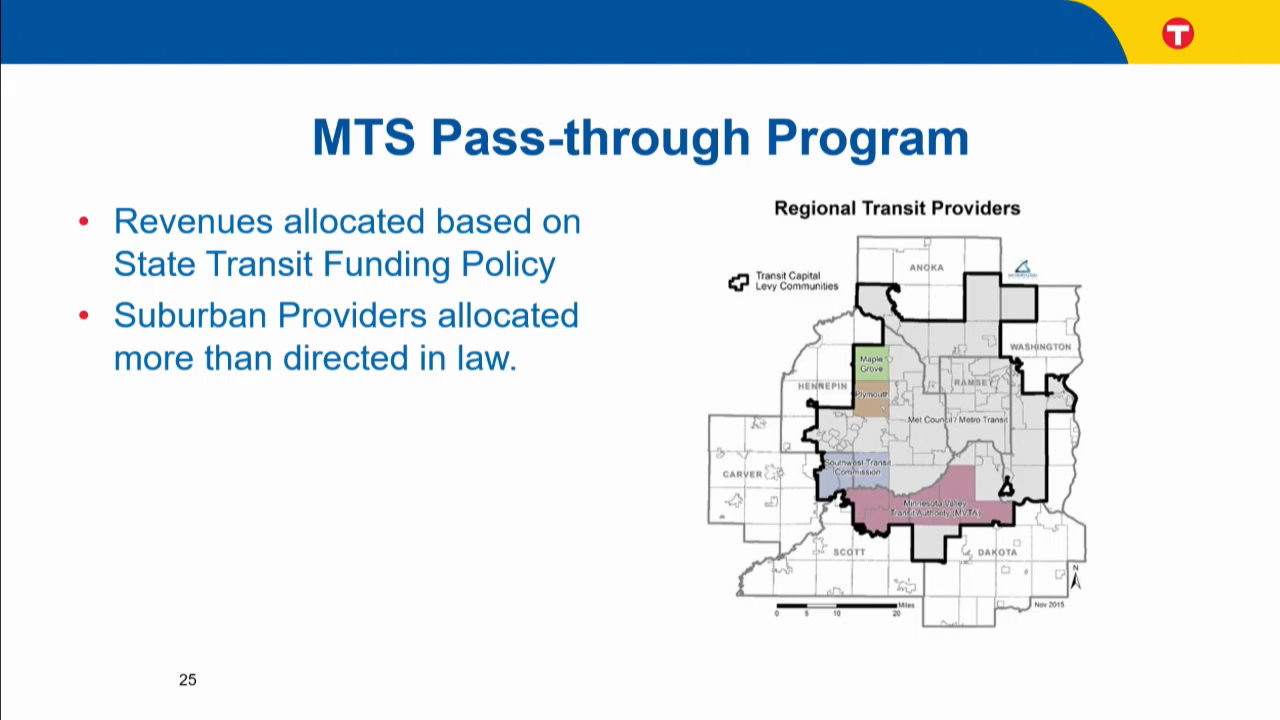 T
MTS Pass-through Program
• Revenues allocated based on
State Transit Funding Policy
• Suburban Providers allocated
more than directed in law.
Regional Transit Providers
Transit Capital
Levy Communities
ANOKA
WASHINGTON
Maple
Grove
HENNEPIN
RAMSEY
Plymouth
Met Council / Metro Transit
Southwest Transit
Commission
CARVER
Minnesota Valley
Transit Authority (MVTA)
SCOTT
DAKOTA
N
Miles
0 5 10 20
Nov 2015
25